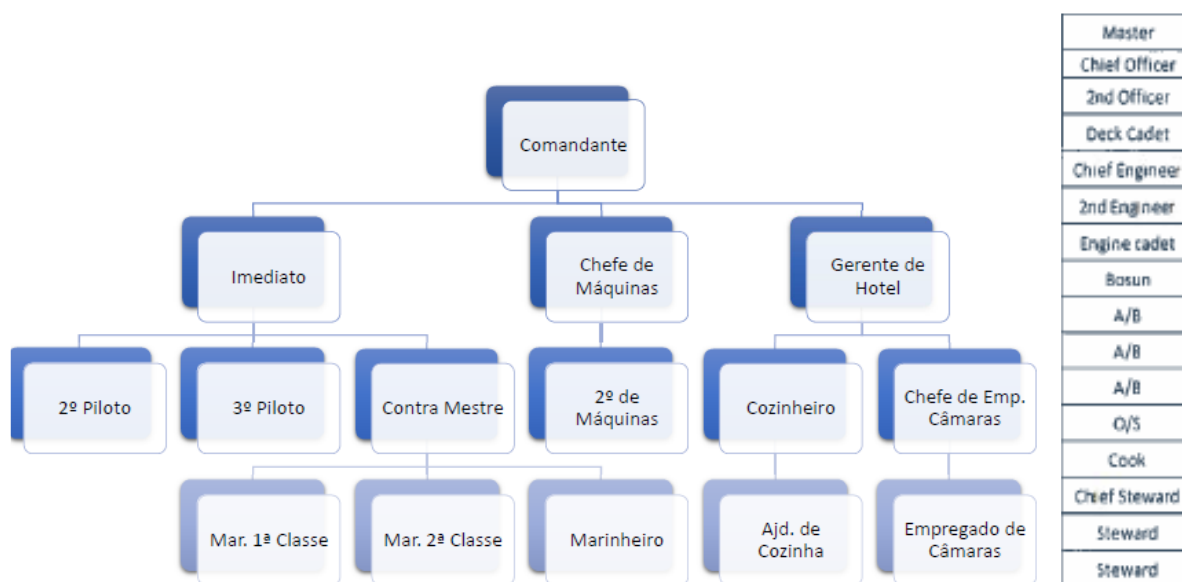 Comandante
Imediato
Chefe de
Máquinas
Gerente de
Hotel
2º Piloto
3º Piloto
Contra Mestre
2º de
Máquinas
Cozinheiro
Chefe de Emp.
Câmaras
Mar. 1ª Classe
Mar. 2ª Classe
Marinheiro
Ajd. de
Cozinha
Empregado de
Câmaras
Master
Chief Officer
2nd Officer
Deck Cadet
Chief Engineer
2nd Engineer
Engine cadet
Bosun
A/B
A/B
A/B
O/S
Cook
Chief Steward
Steward
Steward